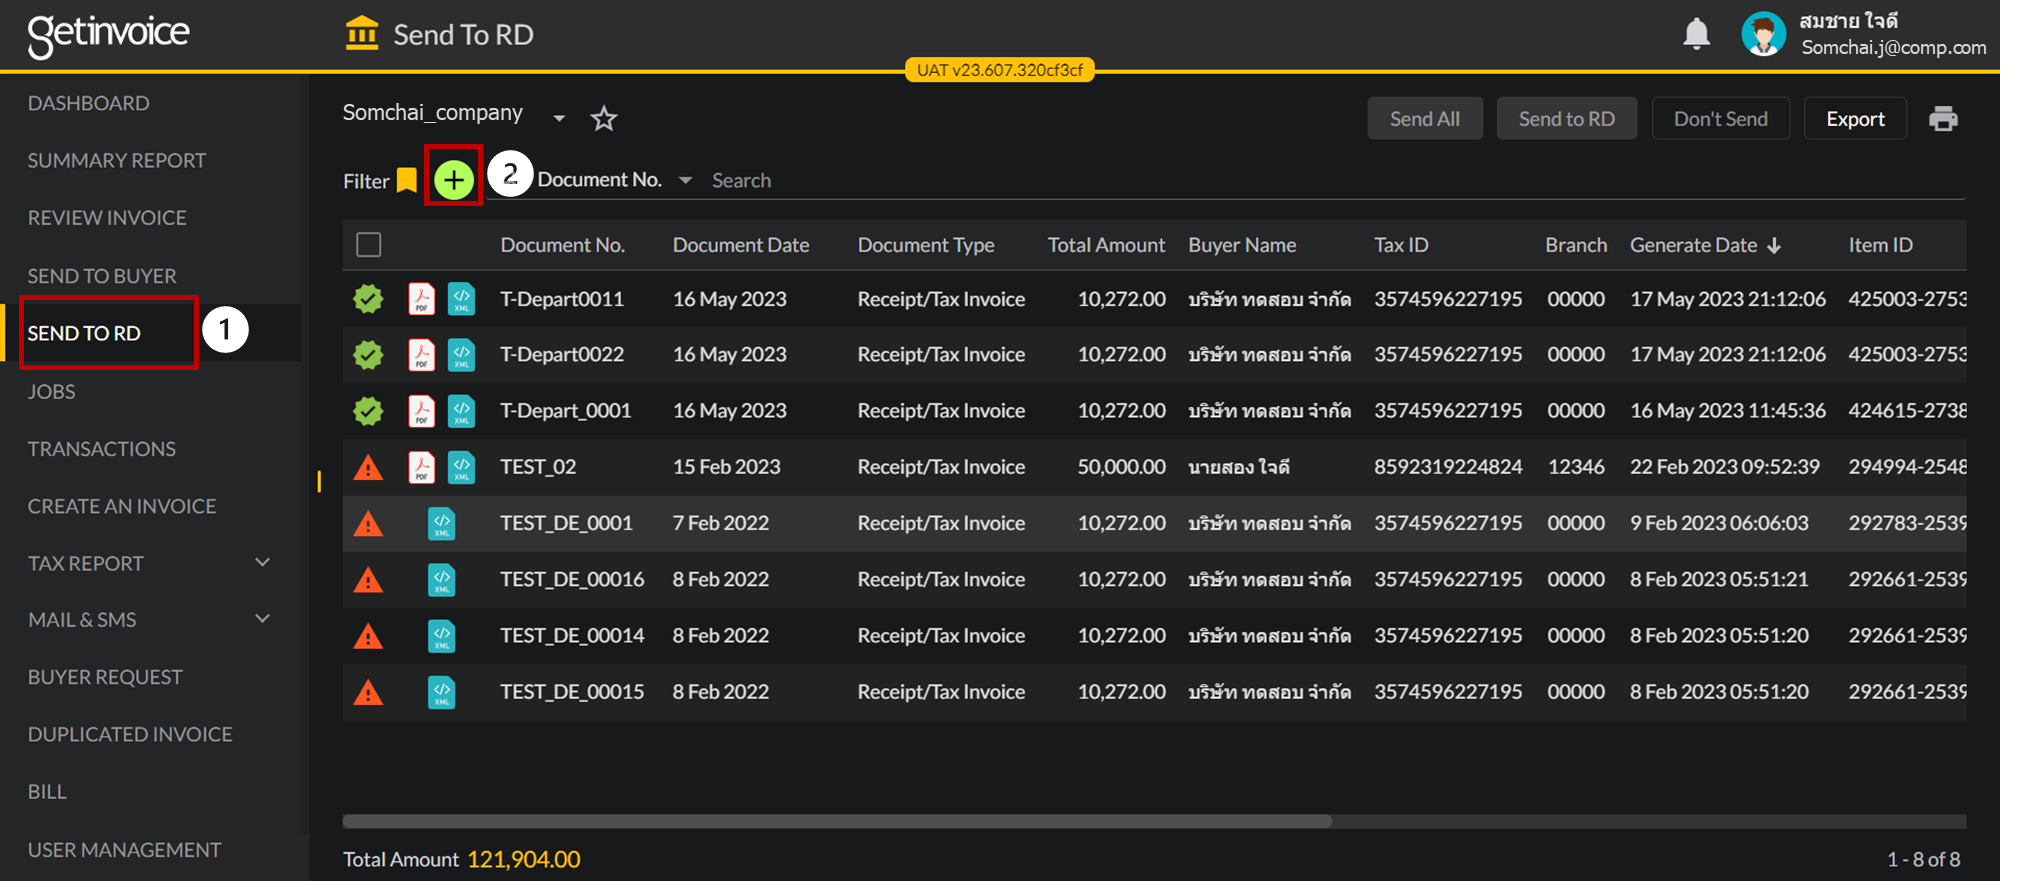 Getinvoice
Send To RD
สมชาย ใจดี
Somchai.j@comp.com
UAT v23.607.320cf3cf
DASHBOARD
SUMMARY REPORT
REVIEW INVOICE
SEND TO BUYER
SEND TO RD
1
JOBS
TRANSACTIONS
CREATE AN INVOICE
TAX REPORT
MAIL & SMS
BUYER REQUEST
DUPLICATED INVOICE
BILL
USER MANAGEMENT
Somchai_company
Send All
Send to RD
Don't Send
Export
Filter
2
Document No.
Search
Document No. Document Date Document Type Total Amount Buyer Name Tax ID Branch Generate Date Item ID
PDF XML T-Depart0011 16 May 2023 Receipt/Tax Invoice 10,272.00 บริษัท ทดสอบ จำกัด 3574596227195 00000 17 May 2023 21:12:06 425003-2753
PDF XML T-Depart0022 16 May 2023 Receipt/Tax Invoice 10,272.00 บริษัท ทดสอบ จำกัด 3574596227195 00000 17 May 2023 21:12:06 425003-2753
PDF XML T-Depart_0001 16 May 2023 Receipt/Tax Invoice 10,272.00 บริษัท ทดสอบ จำกัด 3574596227195 00000 16 May 2023 11:45:36 424615-2738
PDF XML TEST_02 15 Feb 2023 Receipt/Tax Invoice 50,000.00 นายสอง ใจดี 8592319224824 12346 22 Feb 2023 09:52:39 294994-2548
XML TEST_DE_0001 7 Feb 2022 Receipt/Tax Invoice 10,272.00 บริษัท ทดสอบ จำกัด 3574596227195 00000 9 Feb 2023 06:06:03 292783-2539
XML TEST_DE_00016 8 Feb 2022 Receipt/Tax Invoice 10,272.00 บริษัท ทดสอบ จำกัด 3574596227195 00000 8 Feb 2023 05:51:21 292661-2539
XML TEST_DE_00014 8 Feb 2022 Receipt/Tax Invoice 10,272.00 บริษัท ทดสอบ จำกัด 3574596227195 00000 8 Feb 2023 05:51:20 292661-2539
XML TEST_DE_00015 8 Feb 2022 Receipt/Tax Invoice 10,272.00 บริษัท ทดสอบ จำกัด 3574596227195 00000 8 Feb 2023 05:51:20 292661-2539
Total Amount 121,904.00
1 - 8 of 8